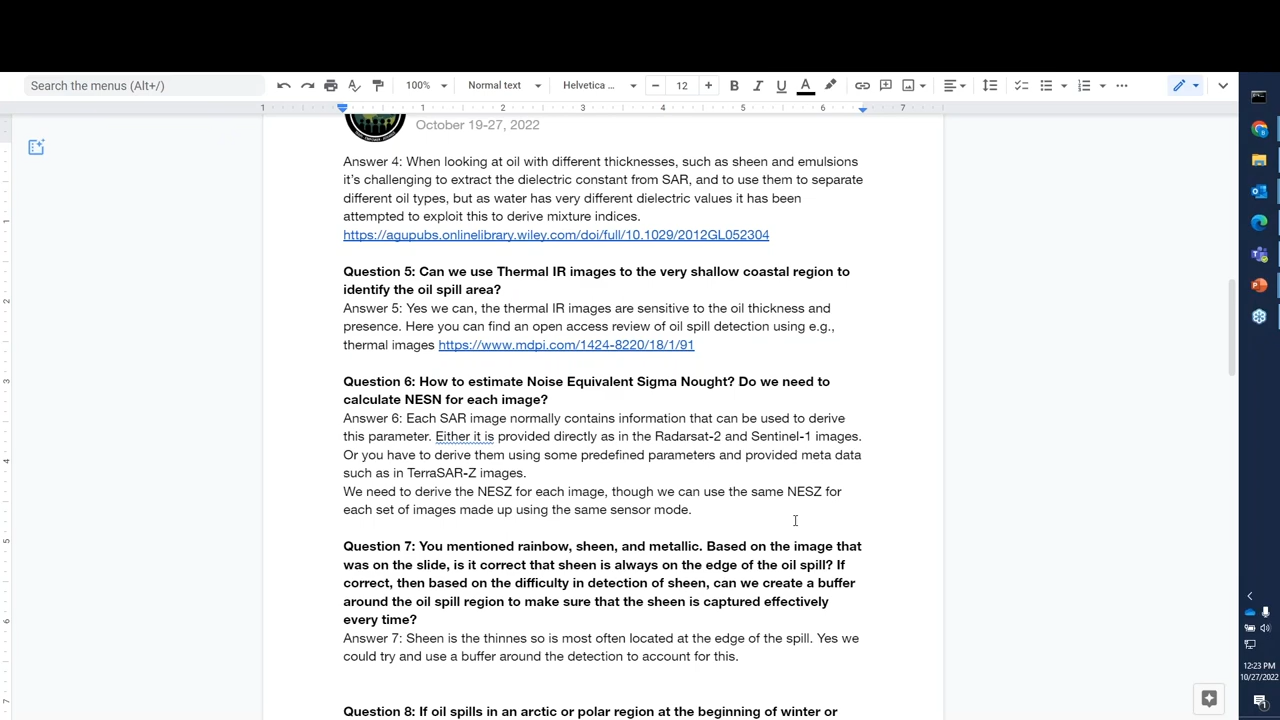 Search the menus (Alt+/)
100%
Normal text
Helvetica ...
12
1 1 2 3 4 5 6 7
October 19-27, 2022
Answer 4: When looking at oil with different thicknesses, such as sheen and emulsions
it’s challenging to extract the dielectric constant from SAR, and to use them to separate
different oil types, but as water has very different dielectric values it has been
attempted to exploit this to derive mixture indices.
https://agupubs.onlinelibrary.wiley.com/doi/full/10.1029/2012GL052304
Question 5: Can we use Thermal IR images to the very shallow coastal region to
identify the oil spill area?
Answer 5: Yes we can, the thermal IR images are sensitive to the oil thickness and
presence. Here you can find an open access review of oil spill detection using e.g.,
thermal images https://www.mdpi.com/1424-8220/18/1/91
Question 6: How to estimate Noise Equivalent Sigma Nought? Do we need to
calculate NESN for each image?
Answer 6: Each SAR image normally contains information that can be used to derive
this parameter. Either it is provided directly as in the Radarsat-2 and Sentinel-1 images.
Or you have to derive them using some predefined parameters and provided meta data
such as in TerraSAR-Z images.
We need to derive the NESZ for each image, though we can use the same NESZ for
each set of images made up using the same sensor mode.
Question 7: You mentioned rainbow, sheen, and metallic. Based on the image that
was on the slide, is it correct that sheen is always on the edge of the oil spill? If
correct, then based on the difficulty in detection of sheen, can we create a buffer
around the oil spill region to make sure that the sheen is captured effectively
every time?
Answer 7: Sheen is the thinnes so is most often located at the edge of the spill. Yes we
could try and use a buffer around the detection to account for this.
Question 8: If oil spills in an arctic or polar region at the beginning of winter or
12:23 PM
10/27/2022